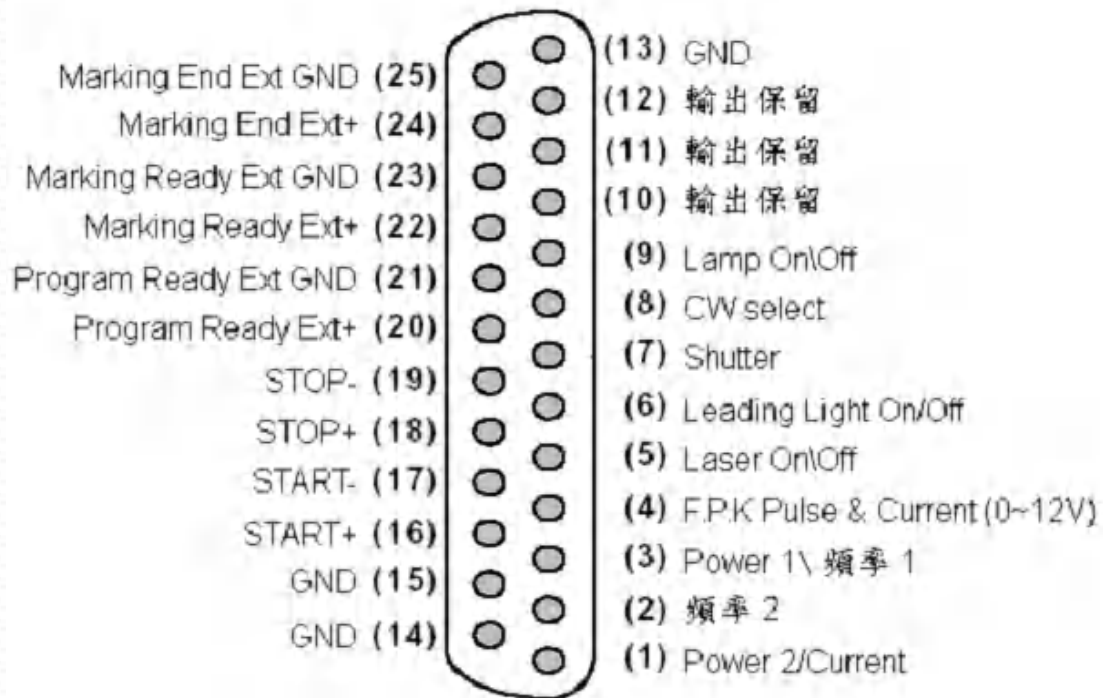 Marking End Ext GND (25)
Marking End Ext+ (24)
Marking Ready Ext GND (23)
Marking Ready Ext+ (22)
Program Ready Ext GND (21)
Program Ready Ext+ (20)
STOP- (19)
STOP+ (18)
START- (17)
START+ (16)
GND (15)
GND (14)
(13) GND
(12) 輸出保留
(11) 輸出保留
(10) 輸出保留
(9) Lamp On\Off
(8) CW select
(7) Shutter
(6) Leading Light On/Off
(5) Laser On\Off
(4) F.P.K Pulse & Current (0~12V)
(3) Power 1\ 頻率 1
(2) 頻率 2
(1) Power 2/Current